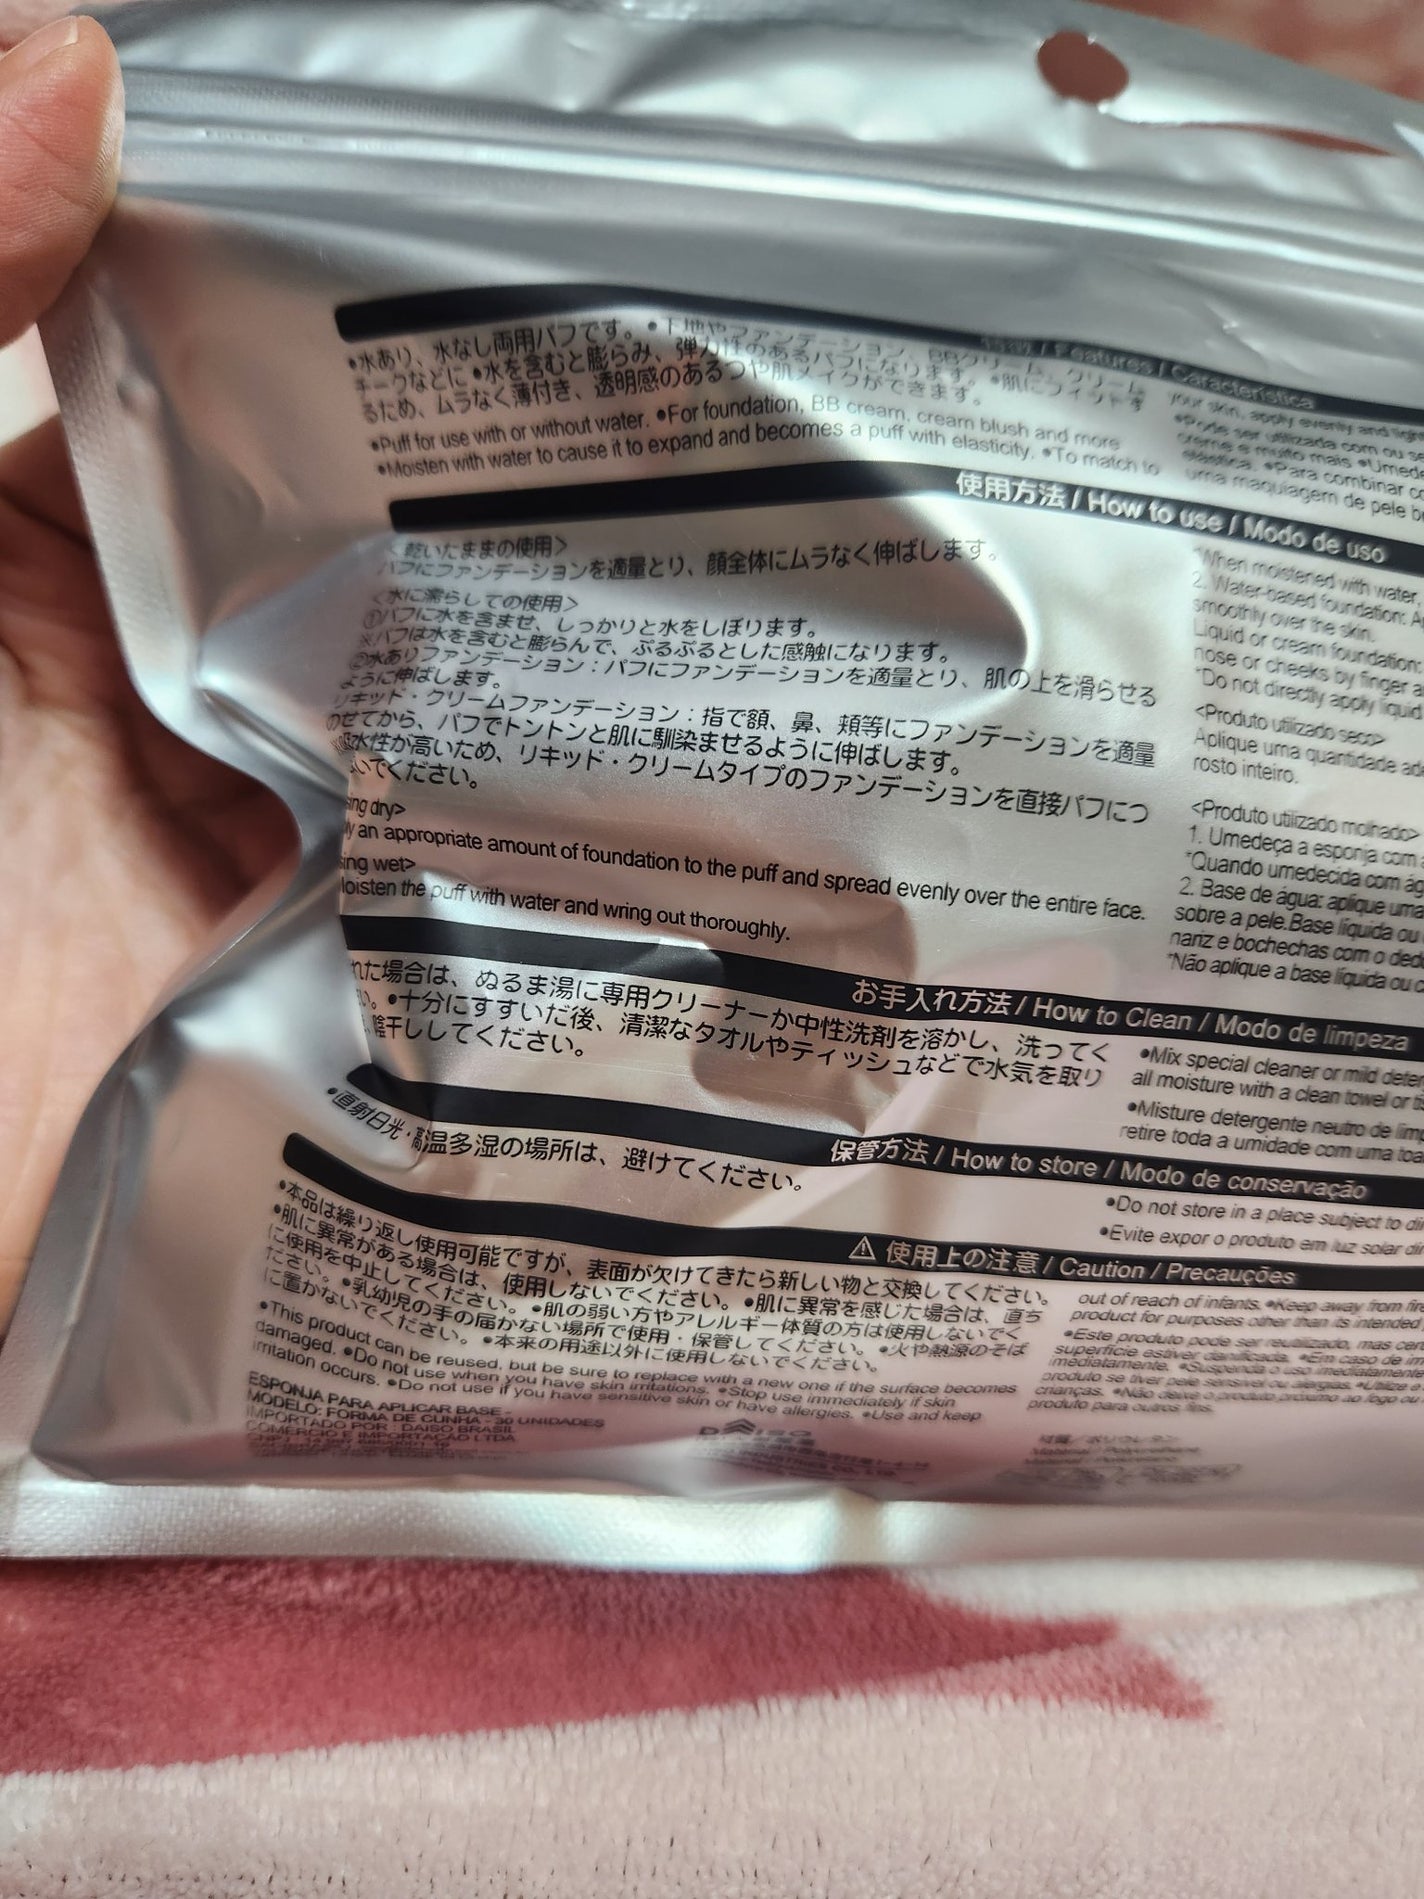 特徴 / Features / Característica
•水あり、水なし両用パフです。•下地やファンデーション、BBクリーム、クリーム
チークなどに •水を含むと膨らみ、弾力性のあるパフになります。•肌にフィットす
るため、ムラなく薄付き、透明感のあるつや肌メイクができます。
•Puff for use with or without water. •For foundation, BB cream, cream blush and more
•Moisten with water to cause it to expand and becomes a puff with elasticity. •To match to
your skin, apply evenly and
•Pode ser utilizada com ou
creme e muito mais •Umed
elástica. •Para combinar
uma maquiagem de pele
使用方法 / How to use / Modo de uso
<乾いたままの使用>
パフにファンデーションを適量とり、顔全体にムラなく伸ばします。
<水に濡らしての使用>
①パフに水を含ませ、しっかりと水をしぼります。
※パフは水を含むと膨らんで、ぷるぷるとした感触になります。
②水ありファンデーション：パフにファンデーションを適量とり、肌の上を滑らせる
ように伸ばします。
リキッド・クリームファンデーション：指で額、鼻、頬等にファンデーションを適量
のせてから、パフでトントンと肌に馴染ませるように伸ばします。
水性が高いため、リキッド・クリームタイプのファンデーションを直接パフにつ
いでください。
sing dry>
ly an appropriate amount of foundation to the puff and spread evenly over the entire face.
sing wet>
Moisten the puff with water and wring out thoroughly.
*When moistened with water,
2. Water-based foundation:
smoothly over the skin.
Liquid or cream foundation:
nose or cheeks by finger
*Do not directly apply liquid
<Produto utilizado seco>
Aplique uma quantidade
rosto inteiro.
<Produto utilizado molhado>
1. Umedeça a esponja com
*Quando umedecida com
2. Base de água: aplique uma
sobre a pele.Base líquida ou
nariz e bochechas com o
*Não aplique a base líquida ou
お手入れ方法 / How to Clean / Modo de limpeza
れた場合は、ぬるま湯に専用クリーナーか中性洗剤を溶かし、洗ってく
い。•十分にすすいだ後、清潔なタオルやティッシュなどで水気を取り
陰干ししてください。
•Mix special cleaner or mild
all moisture with a clean towel or
•Misture detergente neutro de
retire toda a umidade com uma
保管方法 / How to store / Modo de conservação
•直射日光・高温多湿の場所は、避けてください。
•Do not store in a place subject to
•Evite expor o produto em luz solar
⚠ 使用上の注意 / Caution / Precauções
•本品は繰り返し使用可能ですが、表面が欠けてきたら新しい物と交換してください。
•肌に異常がある場合は、使用しないでください。•肌に異常を感じた場合は、直ち
に使用を中止してください。•肌の弱い方やアレルギー体質の方は使用しないでく
ださい。•乳幼児の手の届かない場所で使用・保管してください。•火や熱源のそば
に置かないでください。•本来の用途以外に使用しないでください。
•This product can be reused, but be sure to replace with a new one if the surface becomes
damaged. •Do not use when you have skin irritations. •Stop use immediately if skin
irritation occurs. •Do not use if you have sensitive skin or have allergies. •Use and keep
out of reach of infants. •Keep away from
product for purposes other than its intended
•Este produto pode ser reutilizado, mas
superfície estiver danificada. •Em caso de
imediatamente. •Suspenda o uso
produto se tiver pele sensível ou alergias. •Utilize
crianças. •Não deixe o produto próximo ao fogo ou
produto para outros fins.
ESPONJA PARA APLICAR BASE -
MODELO: FORMA DE CUNHA - 30 UNIDADES
IMPORTADO POR : DAISO BRASIL
COMÉRCIO E IMPORTAÇÃO LTDA
DAISO
材質／ポリウレタン
Material : Polyurethane